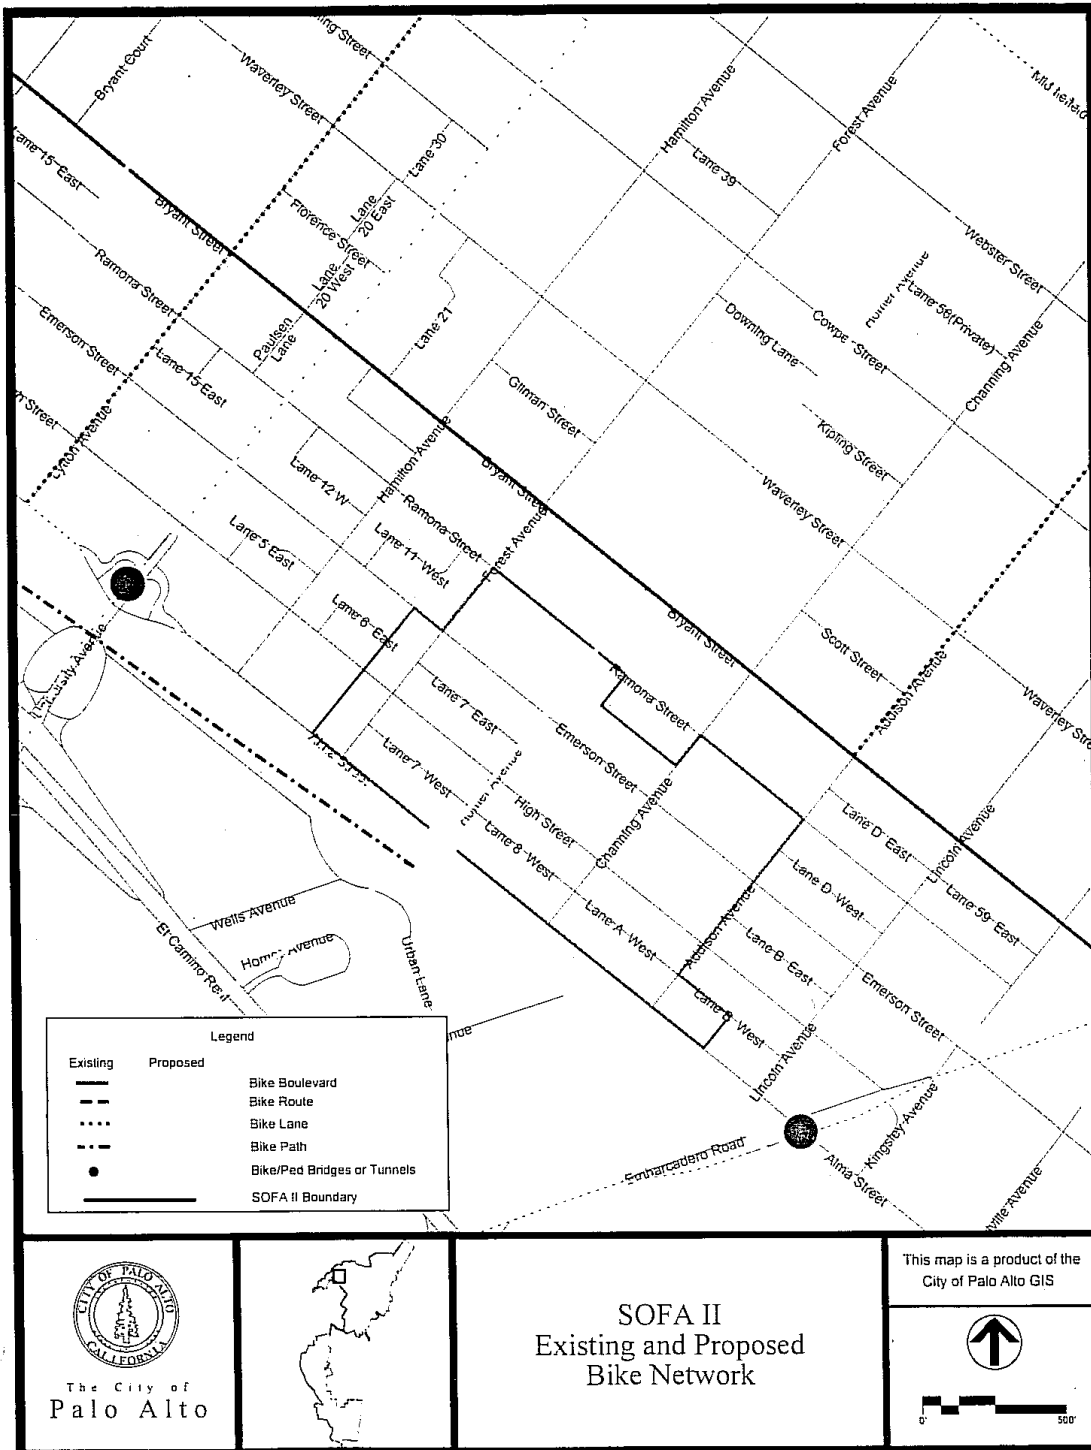 Bryant Court
Waverley Street
Hamilton Avenue
Forest Avenue
Lane 30
Lane 39
Bryant Street
Florence Street
Lane
20 East
Lane
20 West
Webster Street
Ramona Street
Paulsen
Lane
Lane 21
Lane 56(Private)
Emerson Street
Lane 15 East
Downing Lane
Channing Avenue
Gilman Street
Kipling Street
Hamilton Avenue
Lane 12 W
Bryant Street
Waverley Street
Ramona Street
Forest Avenue
Lane 5 East
Lane 11 West
Lane 6 East
Bryant Street
Scott Street
Addison Avenue
Ramona Street
Lane 7 East
Emerson Street
Lane 7 West
High Street
Channing Avenue
Lane 8 West
Lane D East
Lincoln Avenue
Lane D West
Lane 59 East
Wells Avenue
Lane A West
Addison Avenue
Lane B East
Urban Lane
Emerson Street
Lane B West
Lincoln Avenue
Kingsley Avenue
Embarcadero Road
Alma Street
Legend
Existing Proposed
Bike Boulevard
Bike Route
Bike Lane
Bike Path
Bike/Ped Bridges or Tunnels
SOFA II Boundary
CITY OF PALO ALTO
CALIFORNIA
The City of
Palo Alto
SOFA II
Existing and Proposed
Bike Network
This map is a product of the
City of Palo Alto GIS
0' 500'